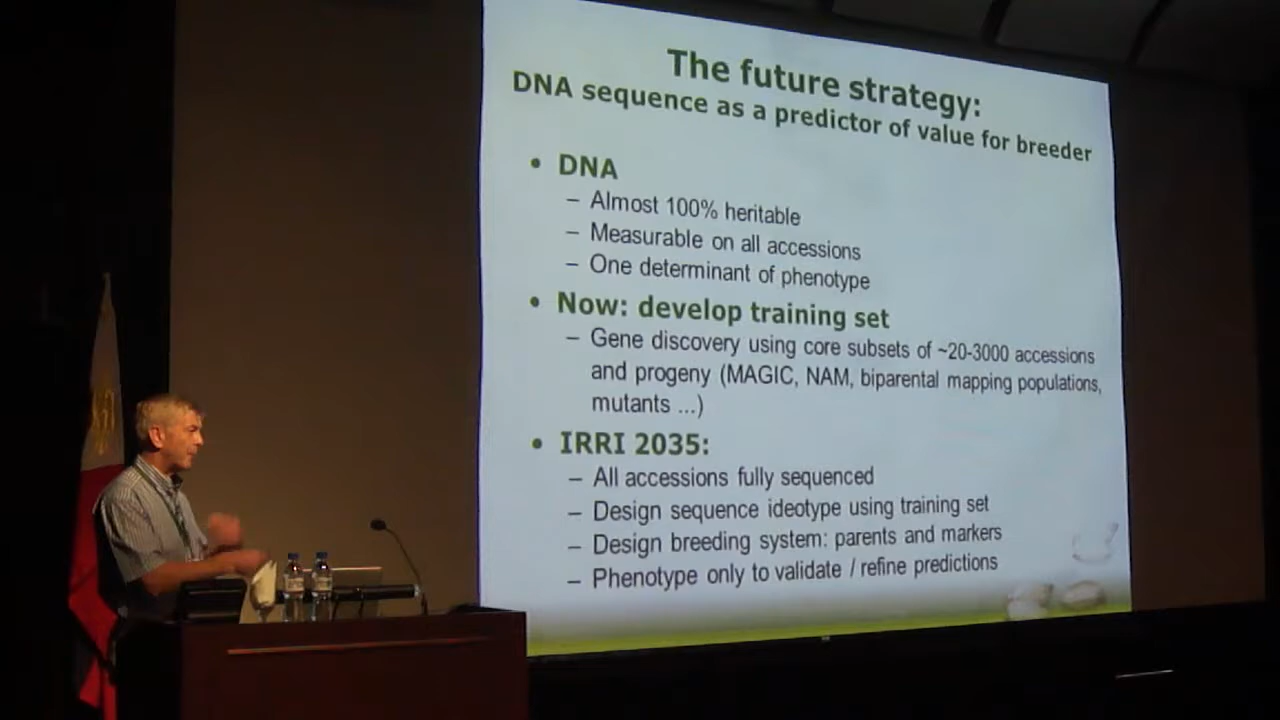 The future strategy:
DNA sequence as a predictor of value for breeder
• DNA
– Almost 100% heritable
– Measurable on all accessions
– One determinant of phenotype
• Now: develop training set
– Gene discovery using core subsets of ~20-3000 accessions
and progeny (MAGIC, NAM, biparental mapping populations,
mutants ...)
• IRRI 2035:
– All accessions fully sequenced
– Design sequence ideotype using training set
– Design breeding system: parents and markers
– Phenotype only to validate / refine predictions